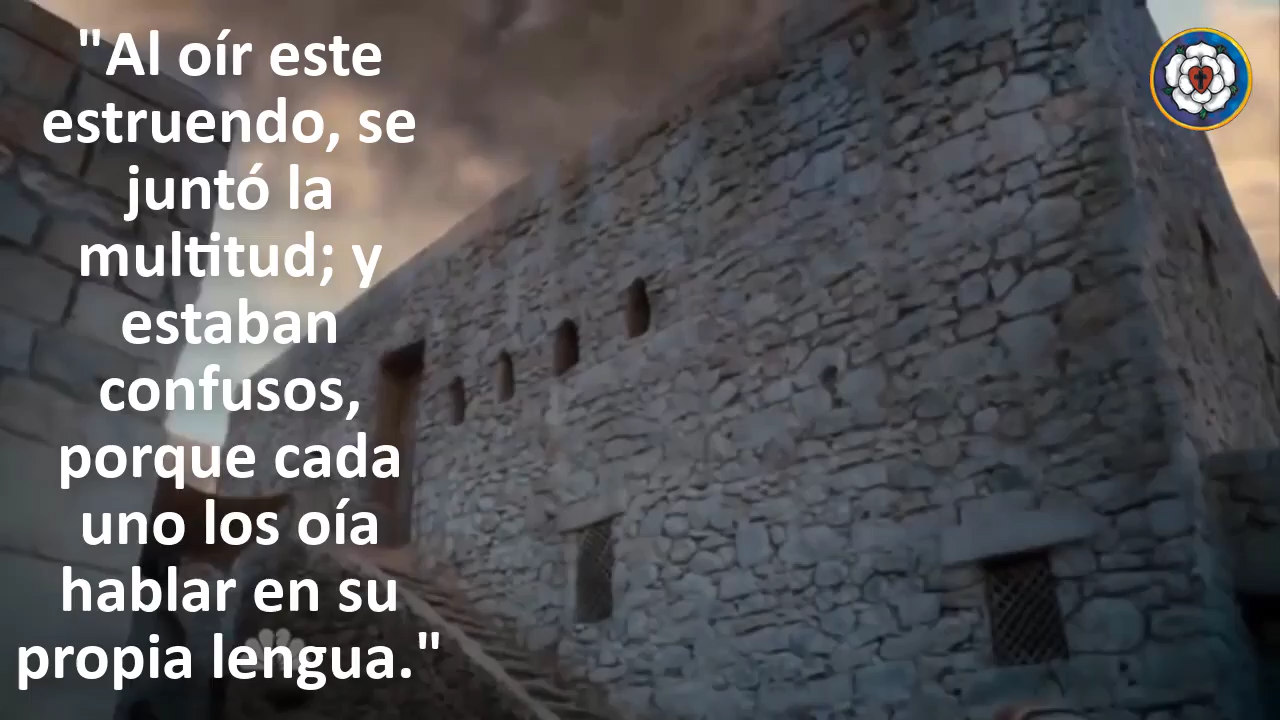 "Al oír este
estruendo, se
juntó la
multitud; y
estaban
confusos,
porque cada
uno los oía
hablar en su
propia lengua."